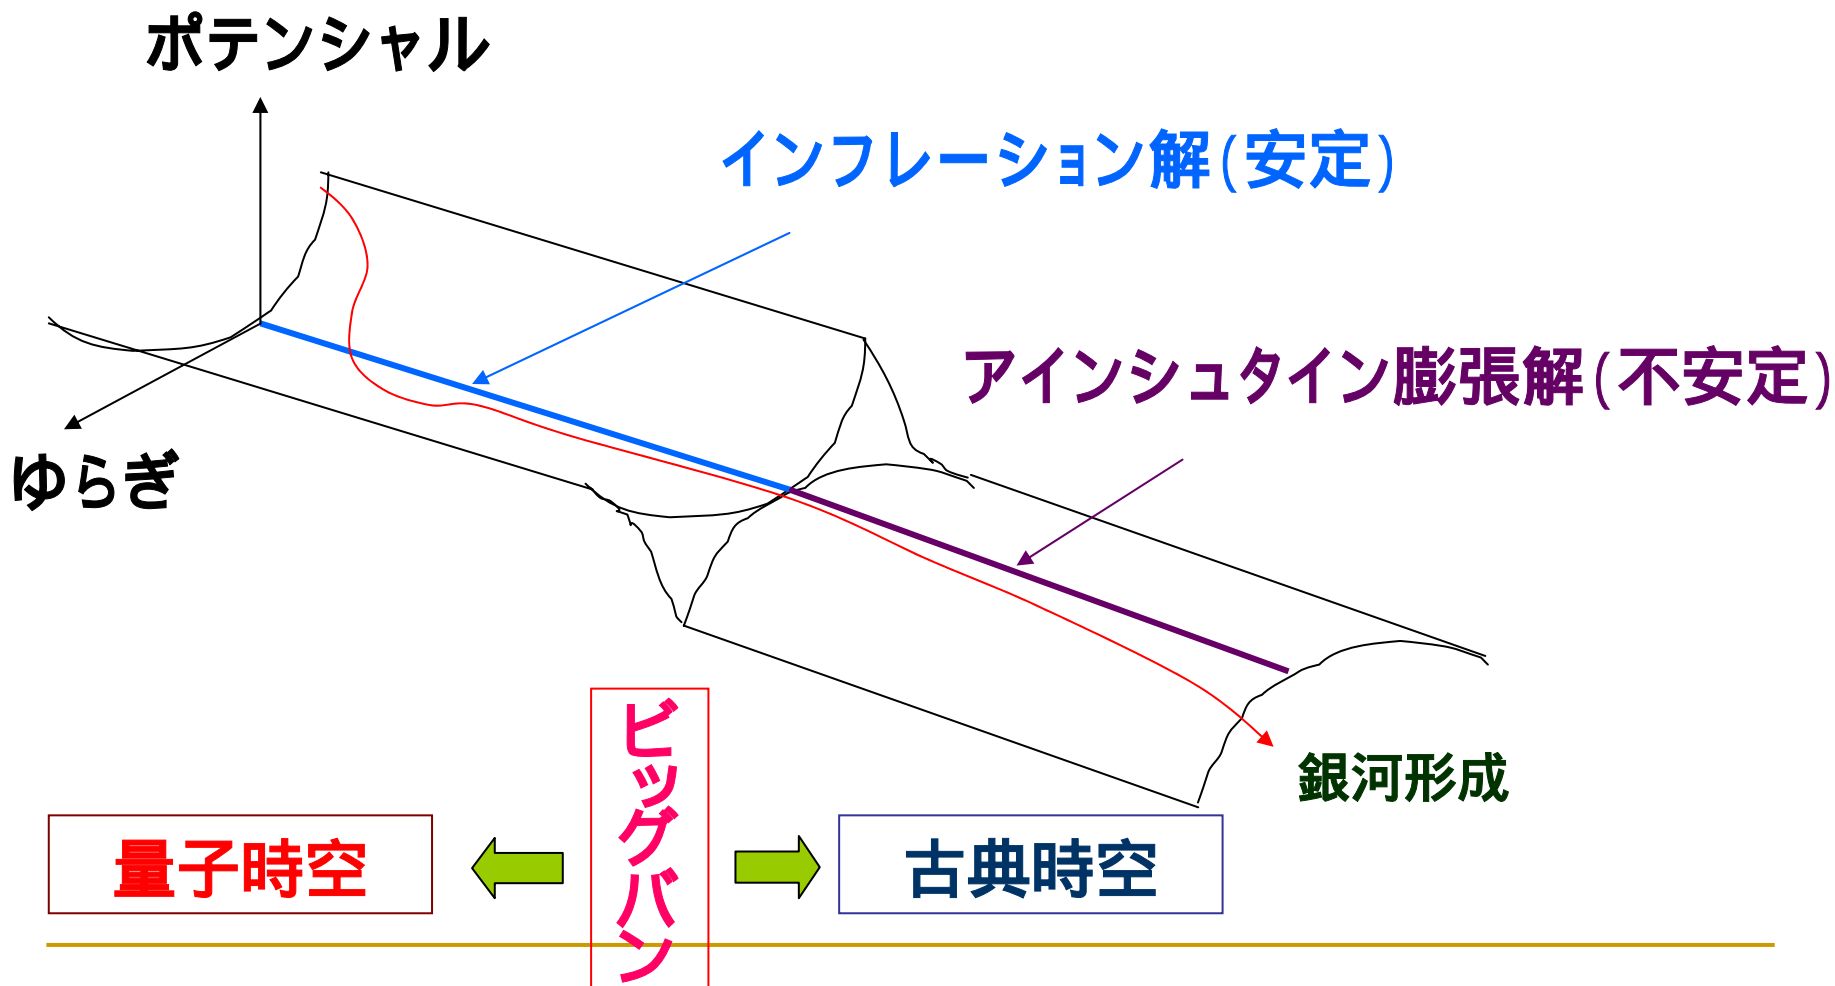 ポテンシャル
インフレーション解(安定)
アインシュタイン膨張解(不安定)
ゆらぎ
ビッグバン
銀河形成
量子時空
古典時空